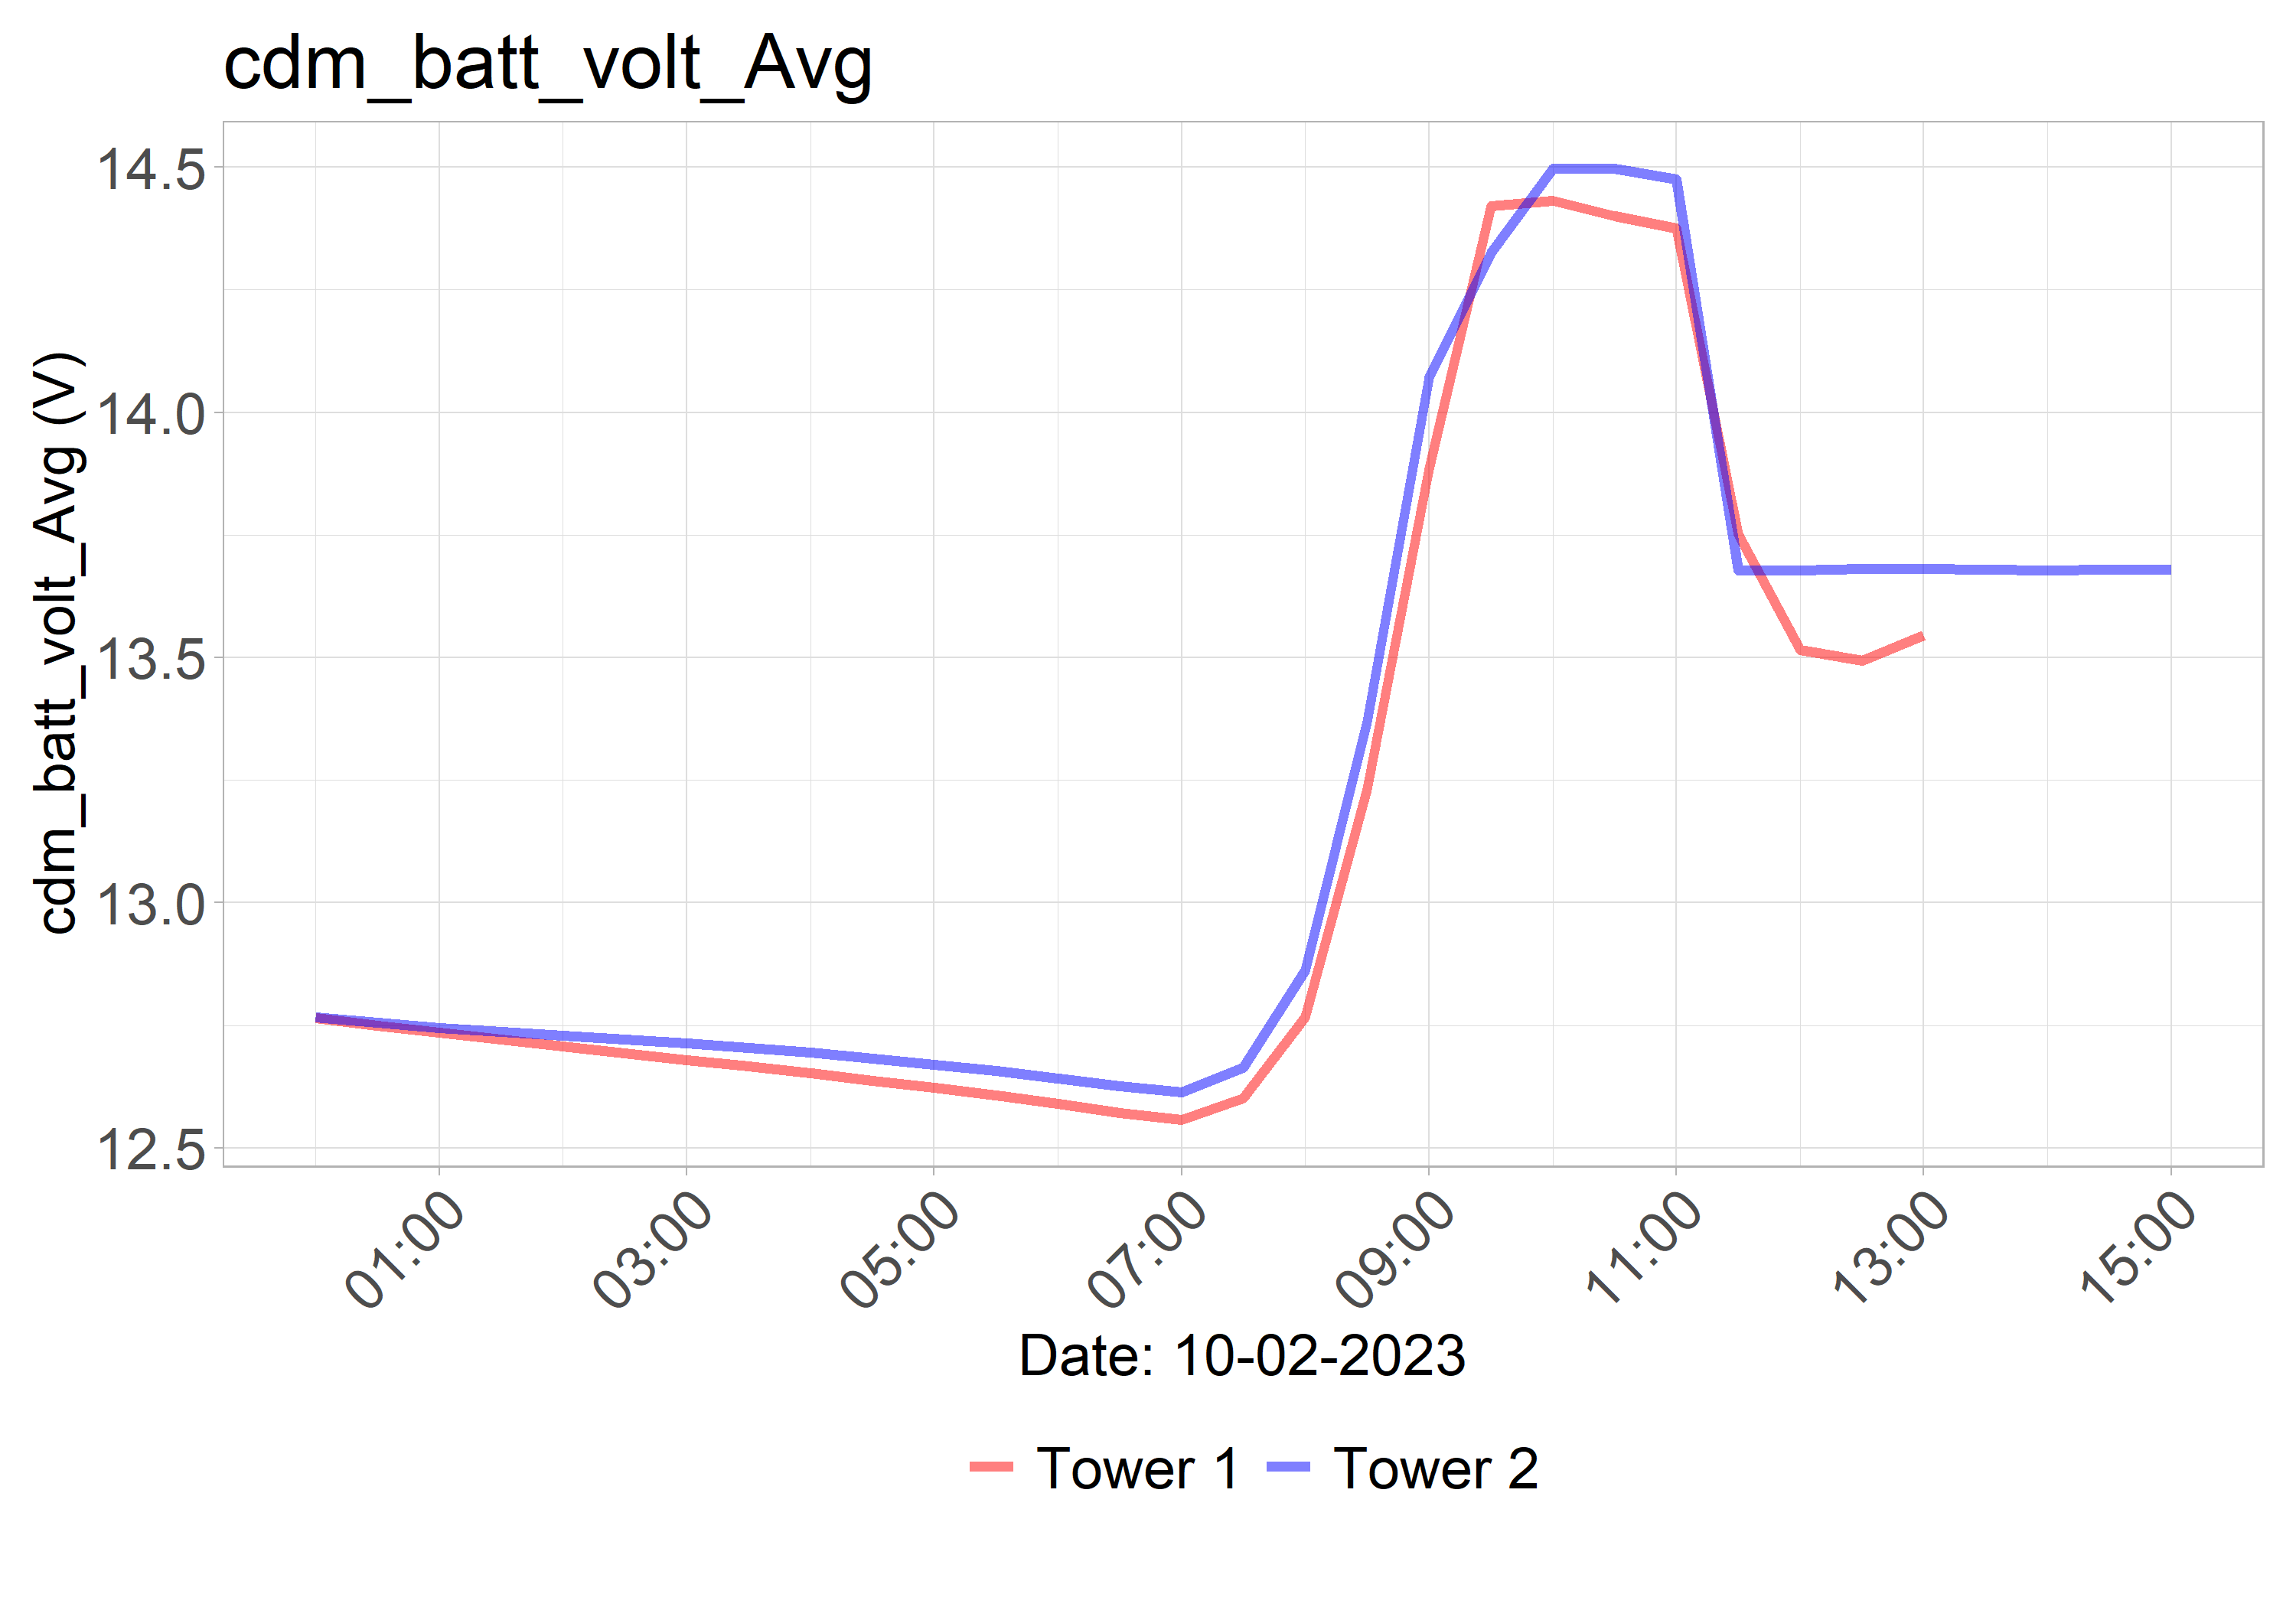 cdm_batt_volt_Avg
cdm_batt_volt_Avg (V)
14.5
14.0
13.5
13.0
12.5
01:00
03:00
05:00
07:00
09:00
11:00
13:00
15:00
Date: 10-02-2023
Tower 1
Tower 2